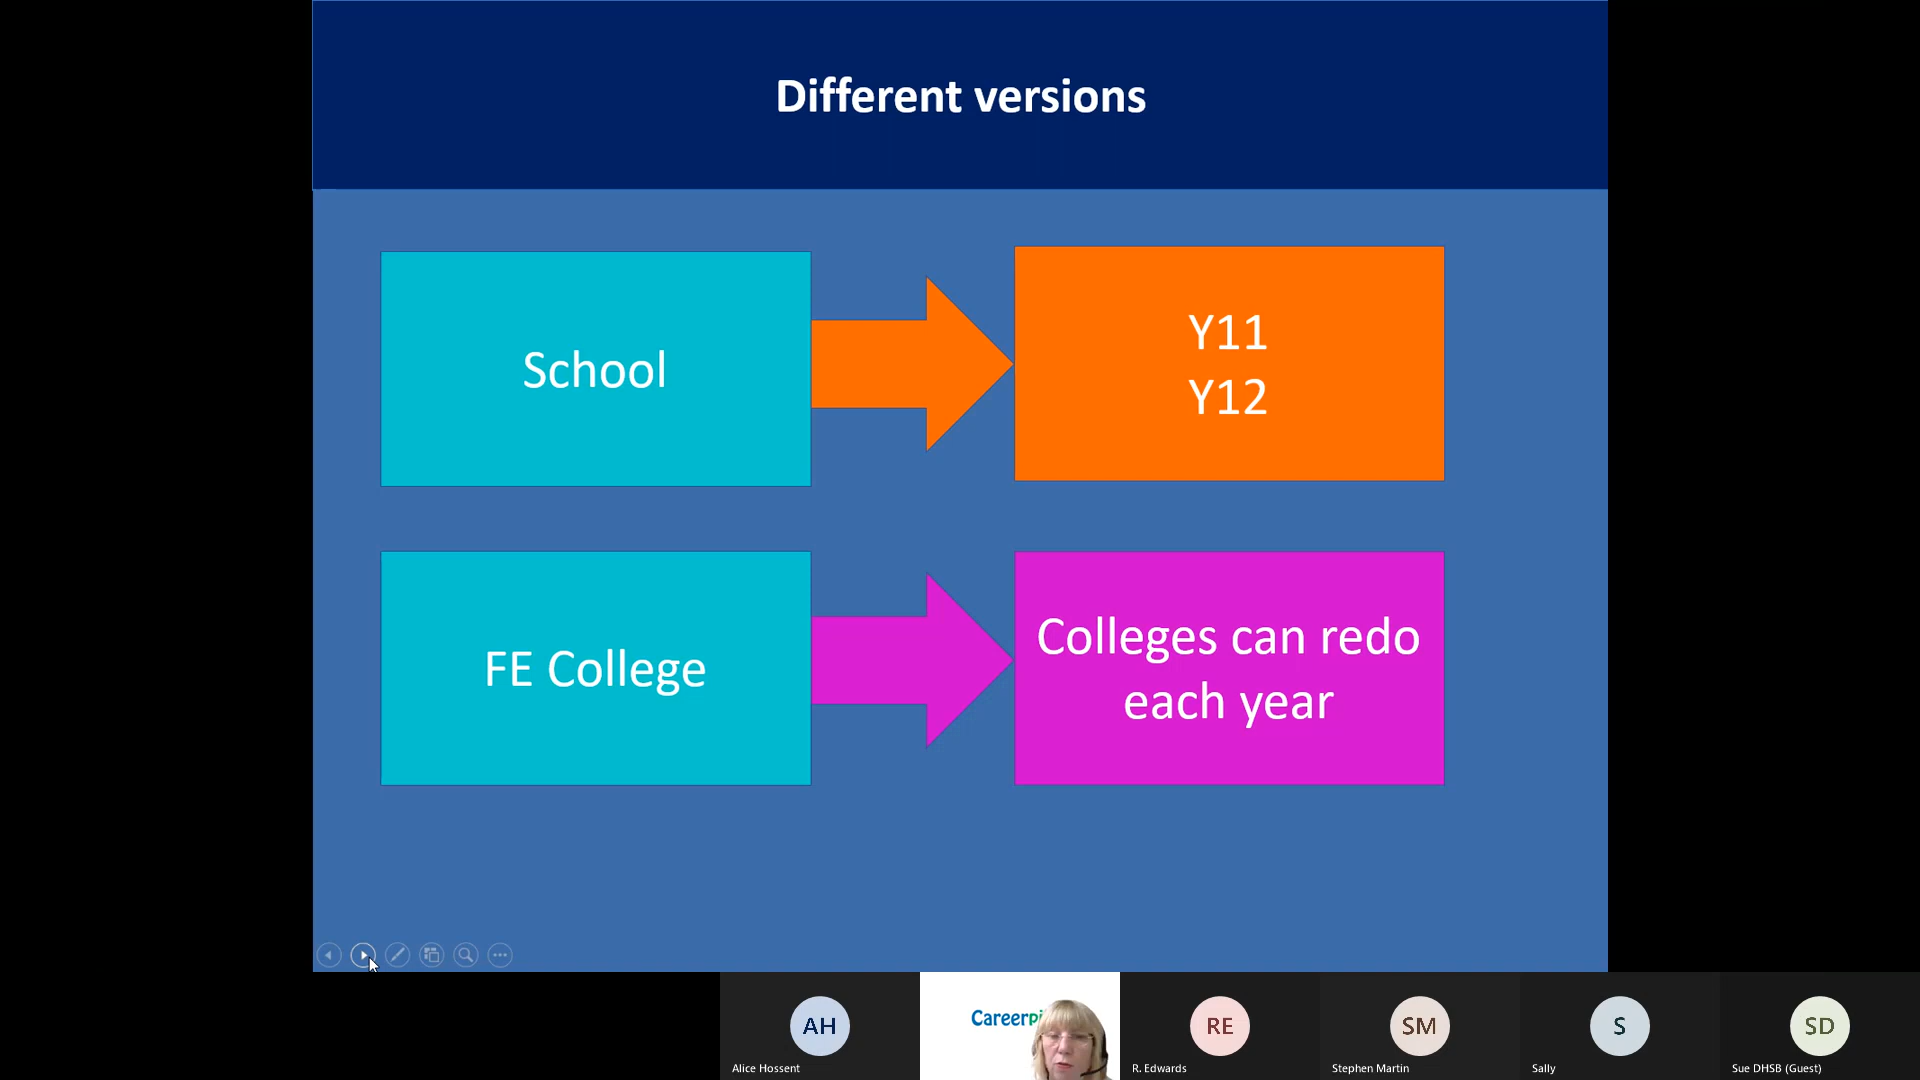 Different versions
School
Y11
Y12
FE College
Colleges can redo
each year
AH
Alice Hossent
RE
R. Edwards
SM
Stephen Martin
S
Sally
SD
Sue DHSB (Guest)